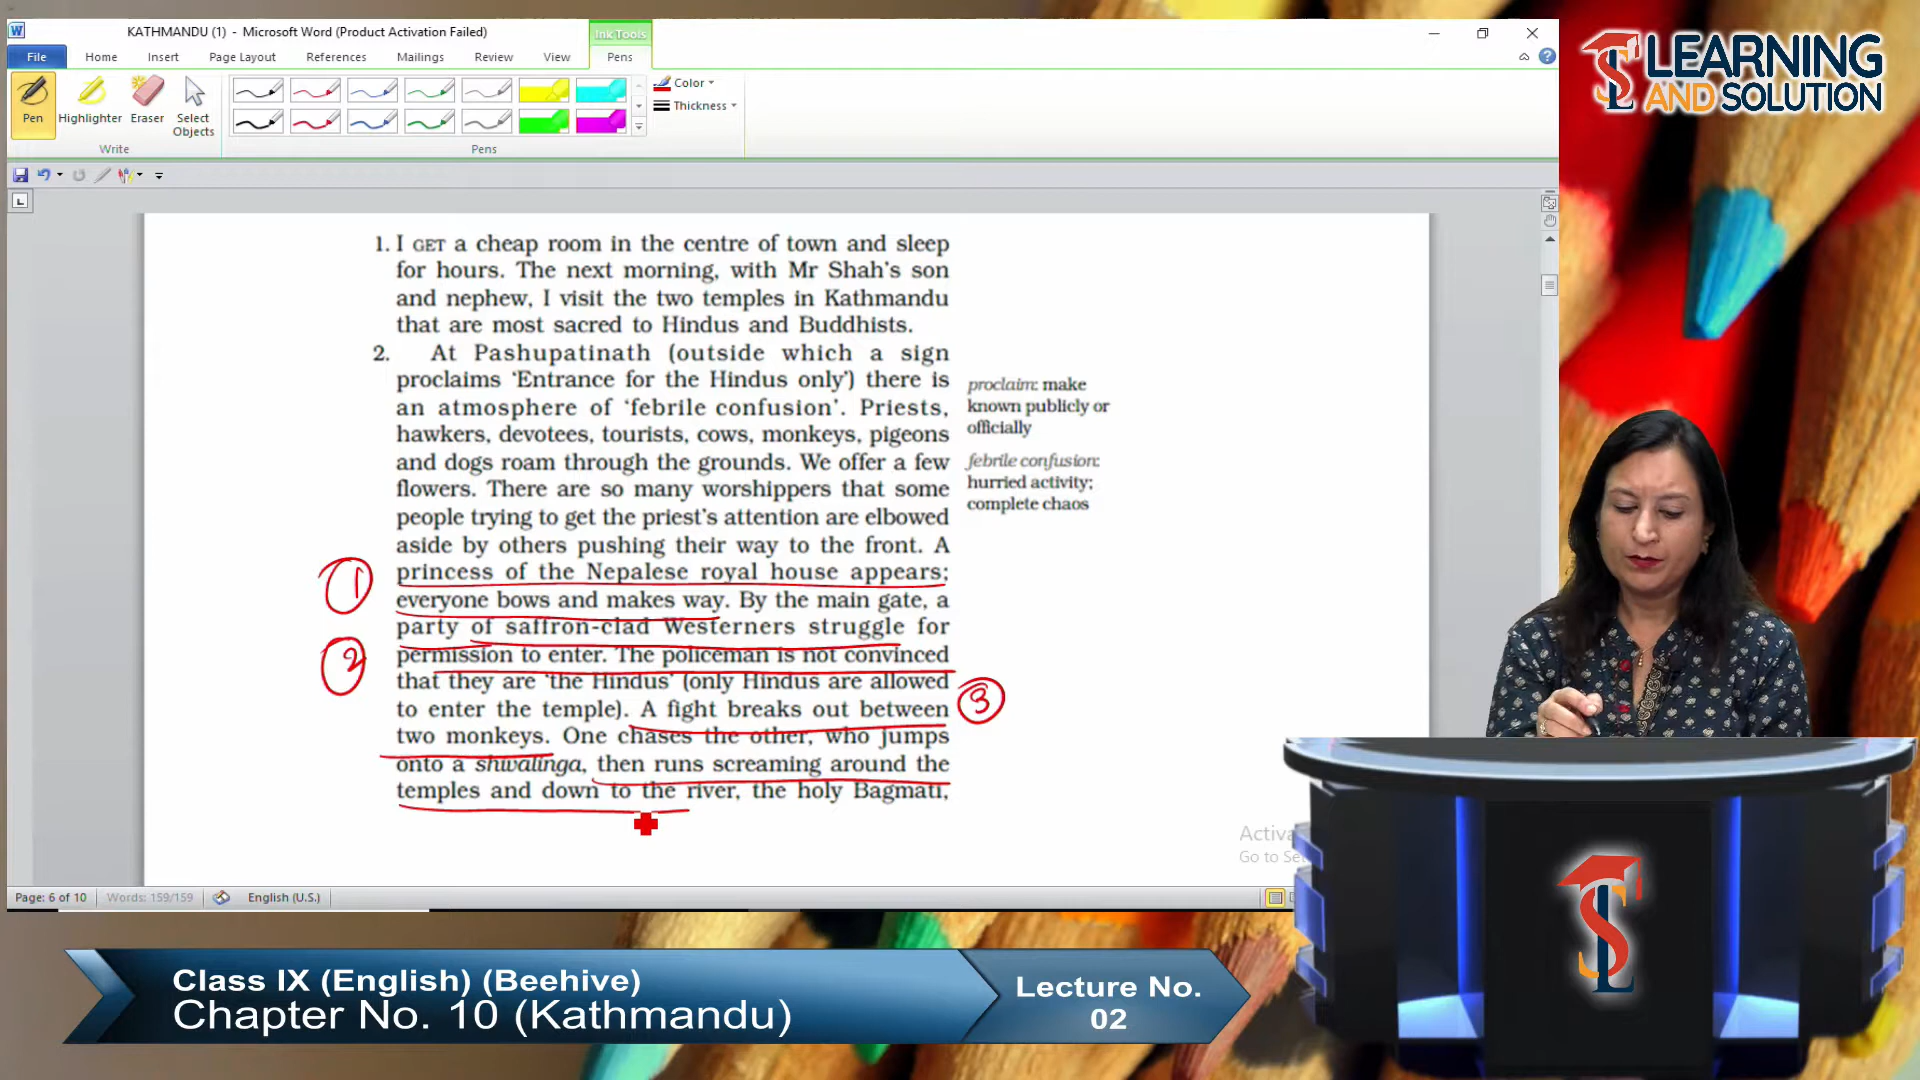 KATHMANDU (1) - Microsoft Word (Product Activation Failed)
Ink Tools
File Home Insert Page Layout References Mailings Review View Pens
Pen Highlighter Eraser Select Objects
Color
Thickness
Write
Pens
LEARNING
AND SOLUTION
1. I GET a cheap room in the centre of town and sleep
for hours. The next morning, with Mr Shah's son
and nephew, I visit the two temples in Kathmandu
that are most sacred to Hindus and Buddhists.
2. At Pashupatinath (outside which a sign
proclaims 'Entrance for the Hindus only') there is
an atmosphere of 'febrile confusion'. Priests,
hawkers, devotees, tourists, cows, monkeys, pigeons
and dogs roam through the grounds. We offer a few
flowers. There are so many worshippers that some
people trying to get the priest's attention are elbowed
aside by others pushing their way to the front. A
princess of the Nepalese royal house appears;
everyone bows and makes way. By the main gate, a
party of saffron-clad Westerners struggle for
permission to enter. The policeman is not convinced
that they are 'the Hindus' (only Hindus are allowed
to enter the temple). A fight breaks out between
two monkeys. One chases the other, who jumps
onto a shivalinga, then runs screaming around the
temples and down to the river, the holy Bagmati,
proclaim: make
known publicly or
officially
febrile confusion:
hurried activity;
complete chaos
1
2
3
Activa
Go to Se
Page: 6 of 10 Words: 159/159 English (U.S.)
Class IX (English) (Beehive)
Chapter No. 10 (Kathmandu)
Lecture No.
02